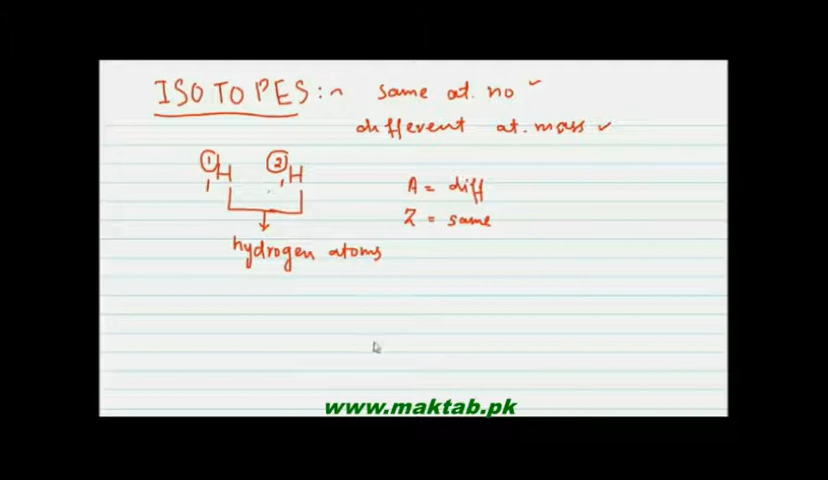 ISOTOPES :~ same at. no ✓
different at. mass ✓
1 H 2 H
1 1
A = diff
Z = same
hydrogen atoms
www.maktab.pk